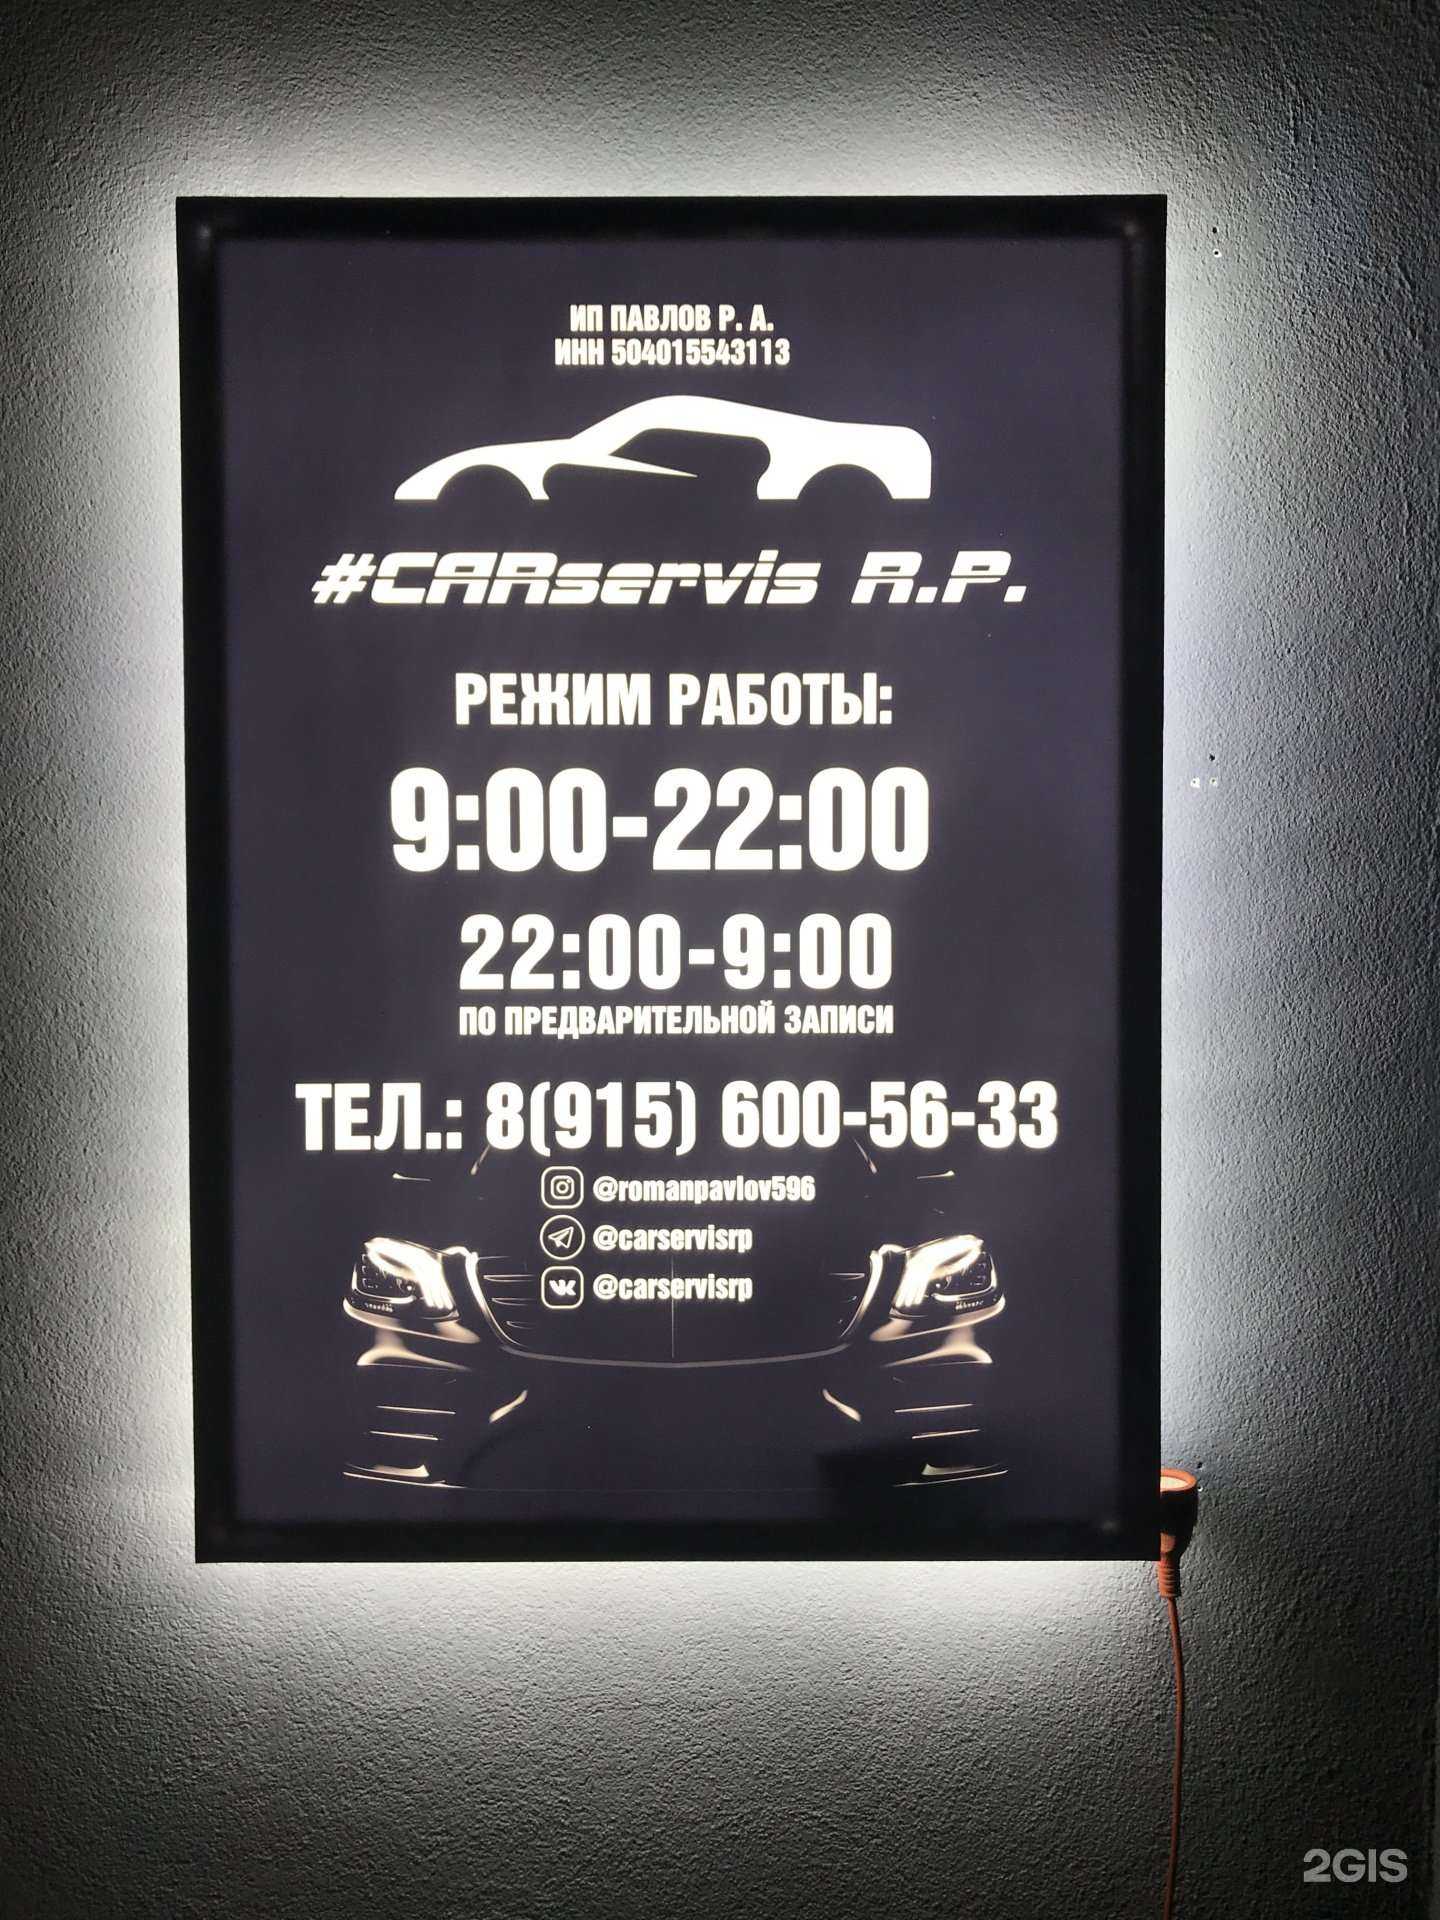 ИП ПАВЛОВ Р. А.
ИНН 504015543113
#CARservis R.P.
РЕЖИМ РАБОТЫ:
9:00-22:00
22:00-9:00
ПО ПРЕДВАРИТЕЛЬНОЙ ЗАПИСИ
ТЕЛ.: 8(915) 600-56-33
@romanpavlov596
@carservisrp
@carservisrp
2GIS